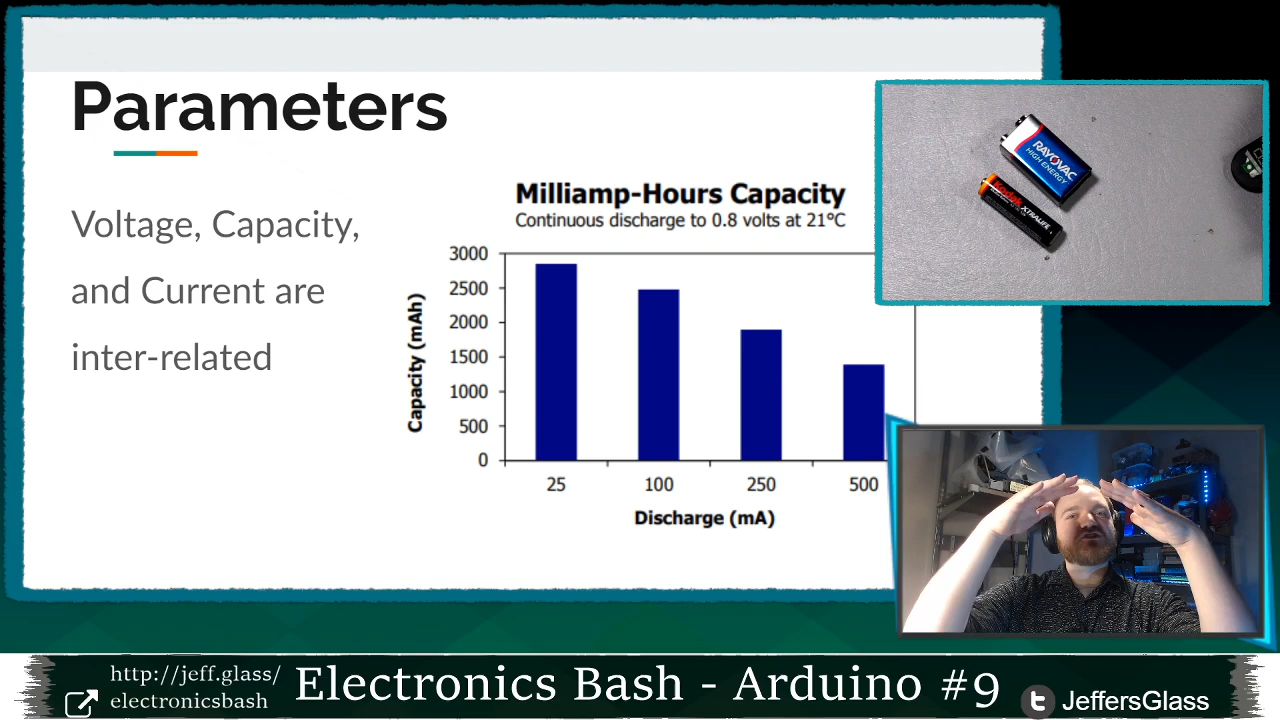 Parameters
Voltage, Capacity,
and Current are
inter-related
Milliamp-Hours Capacity
Continuous discharge to 0.8 volts at 21°C
Capacity (mAh)
3000
2500
2000
1500
1000
500
0
25 100 250 500
Discharge (mA)
RAYOVAC
HIGH ENERGY
Kodak
XTRALIFE
http://jeff.glass/
electronicsbash
Electronics Bash - Arduino #9
JeffersGlass